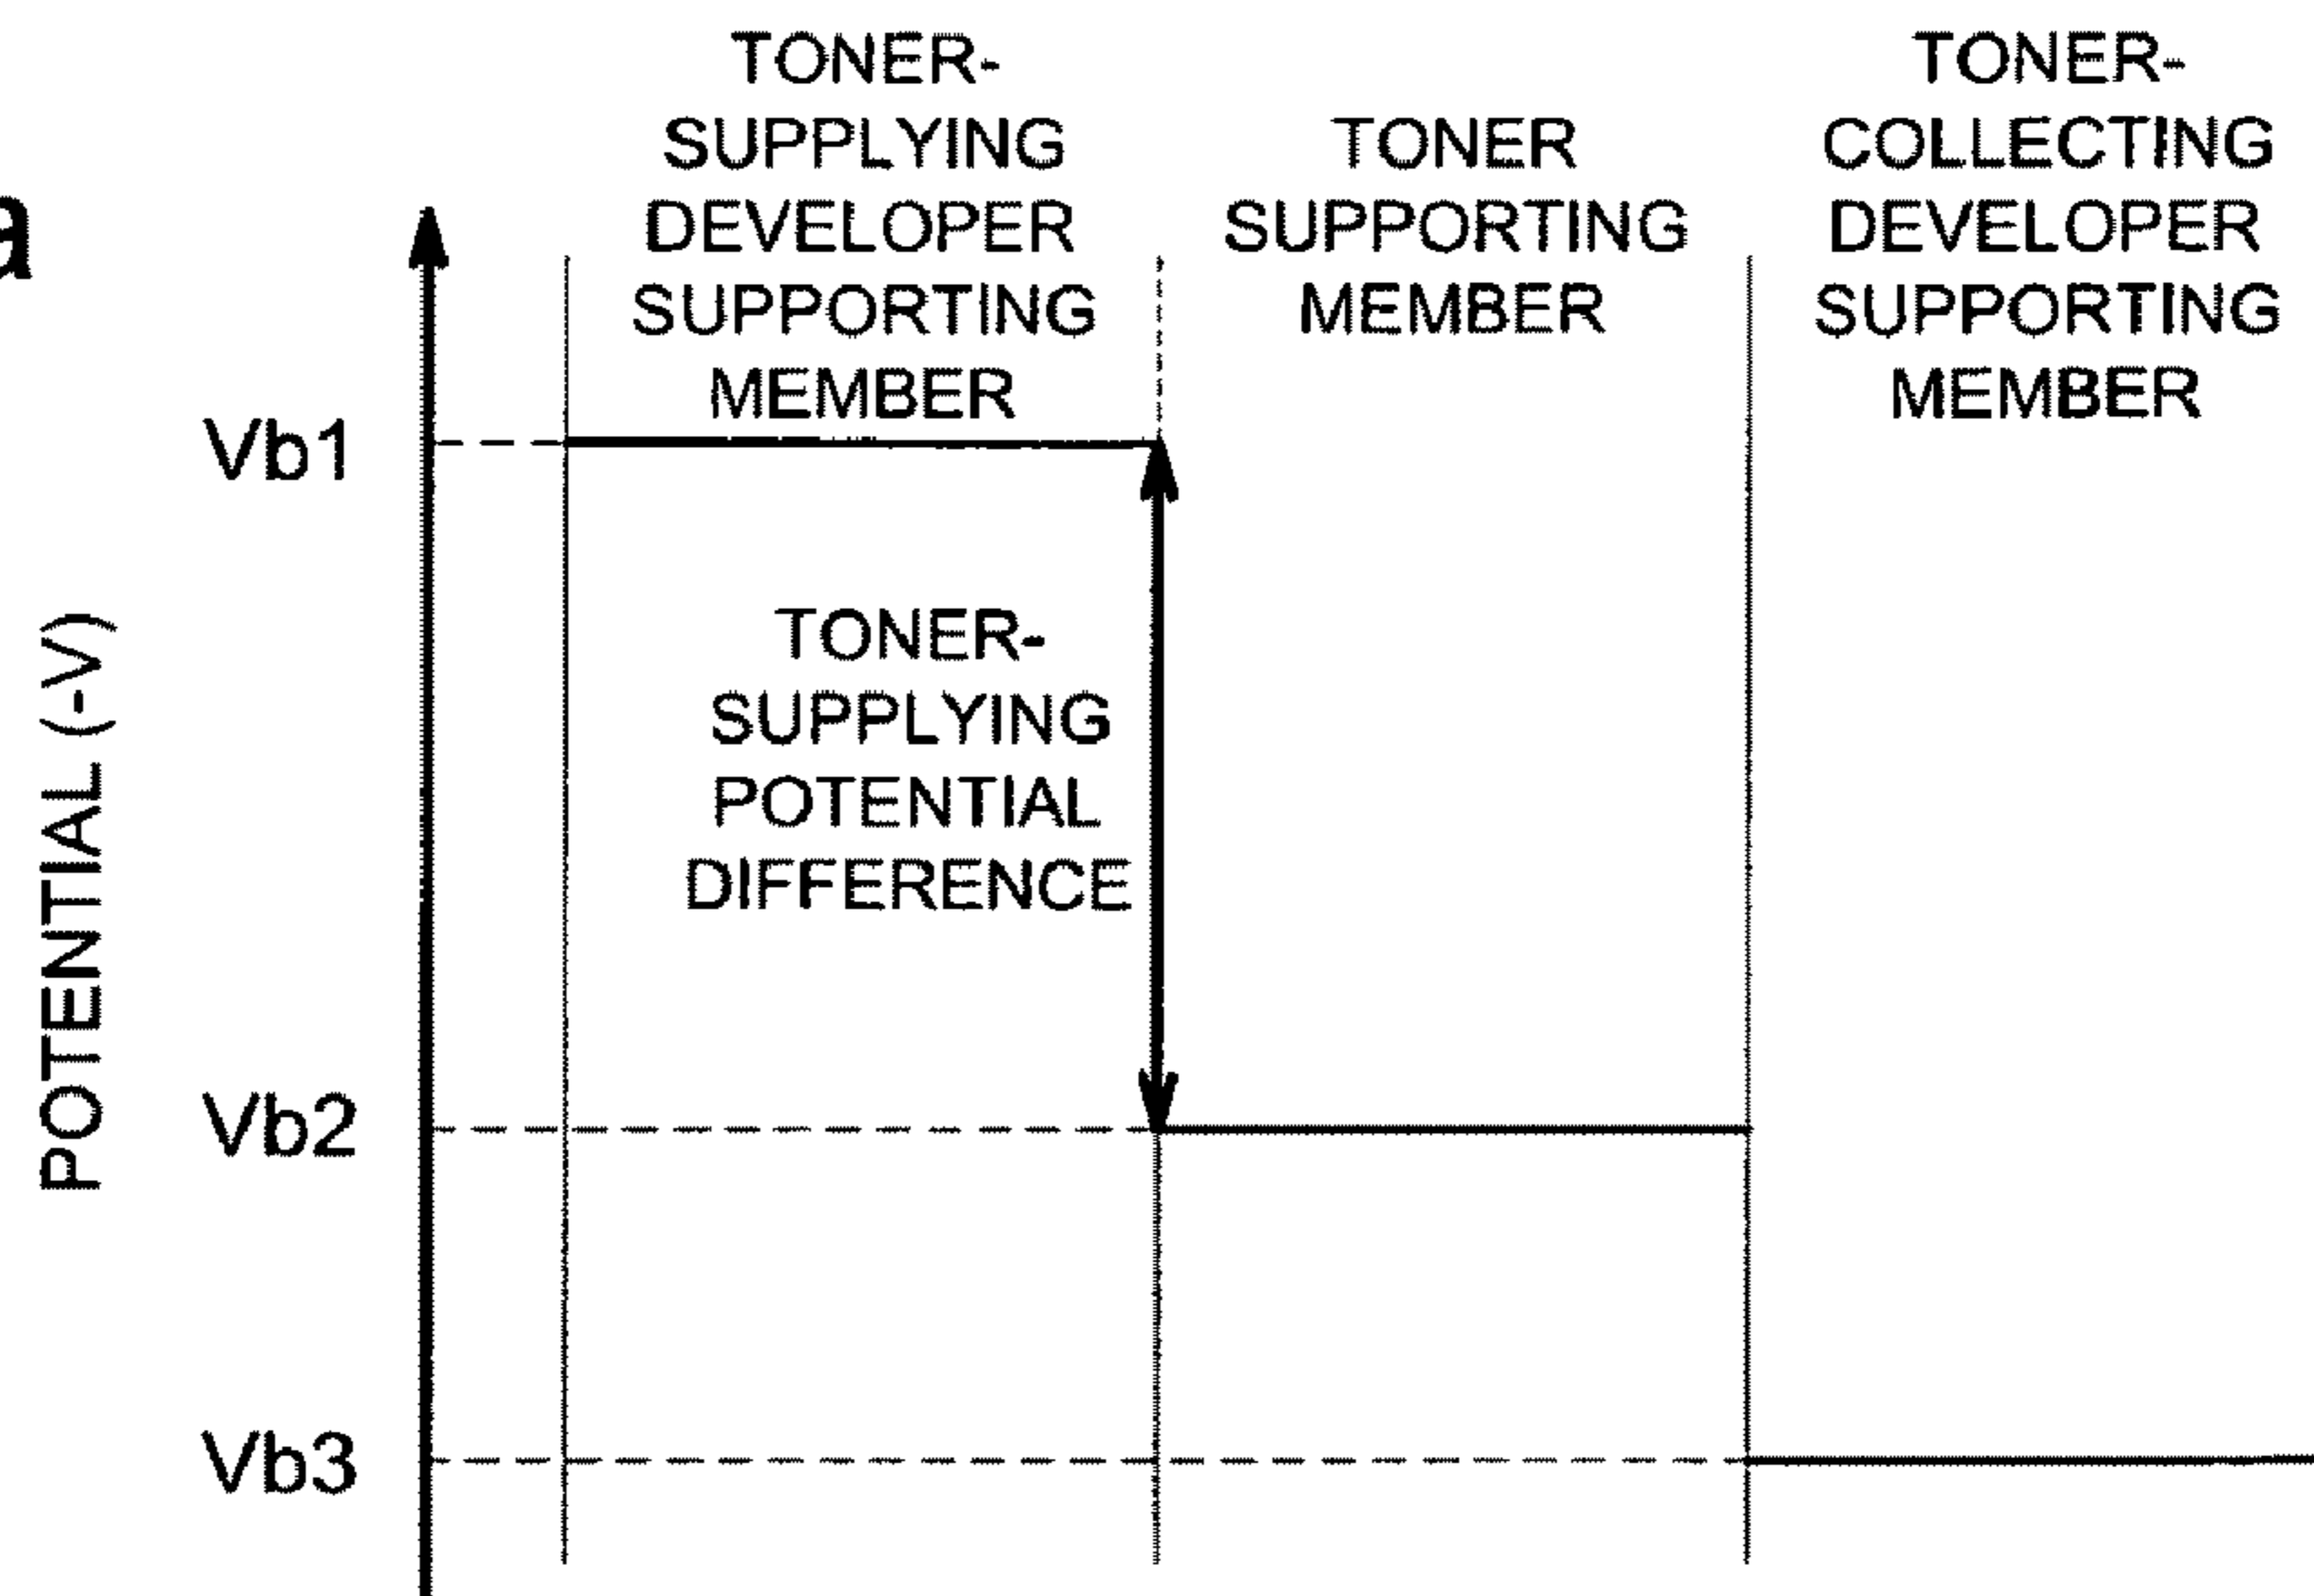 a
TONER-
SUPPLYING
DEVELOPER
SUPPORTING
MEMBER
TONER
SUPPORTING
MEMBER
TONER-
COLLECTING
DEVELOPER
SUPPORTING
MEMBER
POTENTIAL (-V)
Vb1
TONER-
SUPPLYING
POTENTIAL
DIFFERENCE
Vb2
Vb3